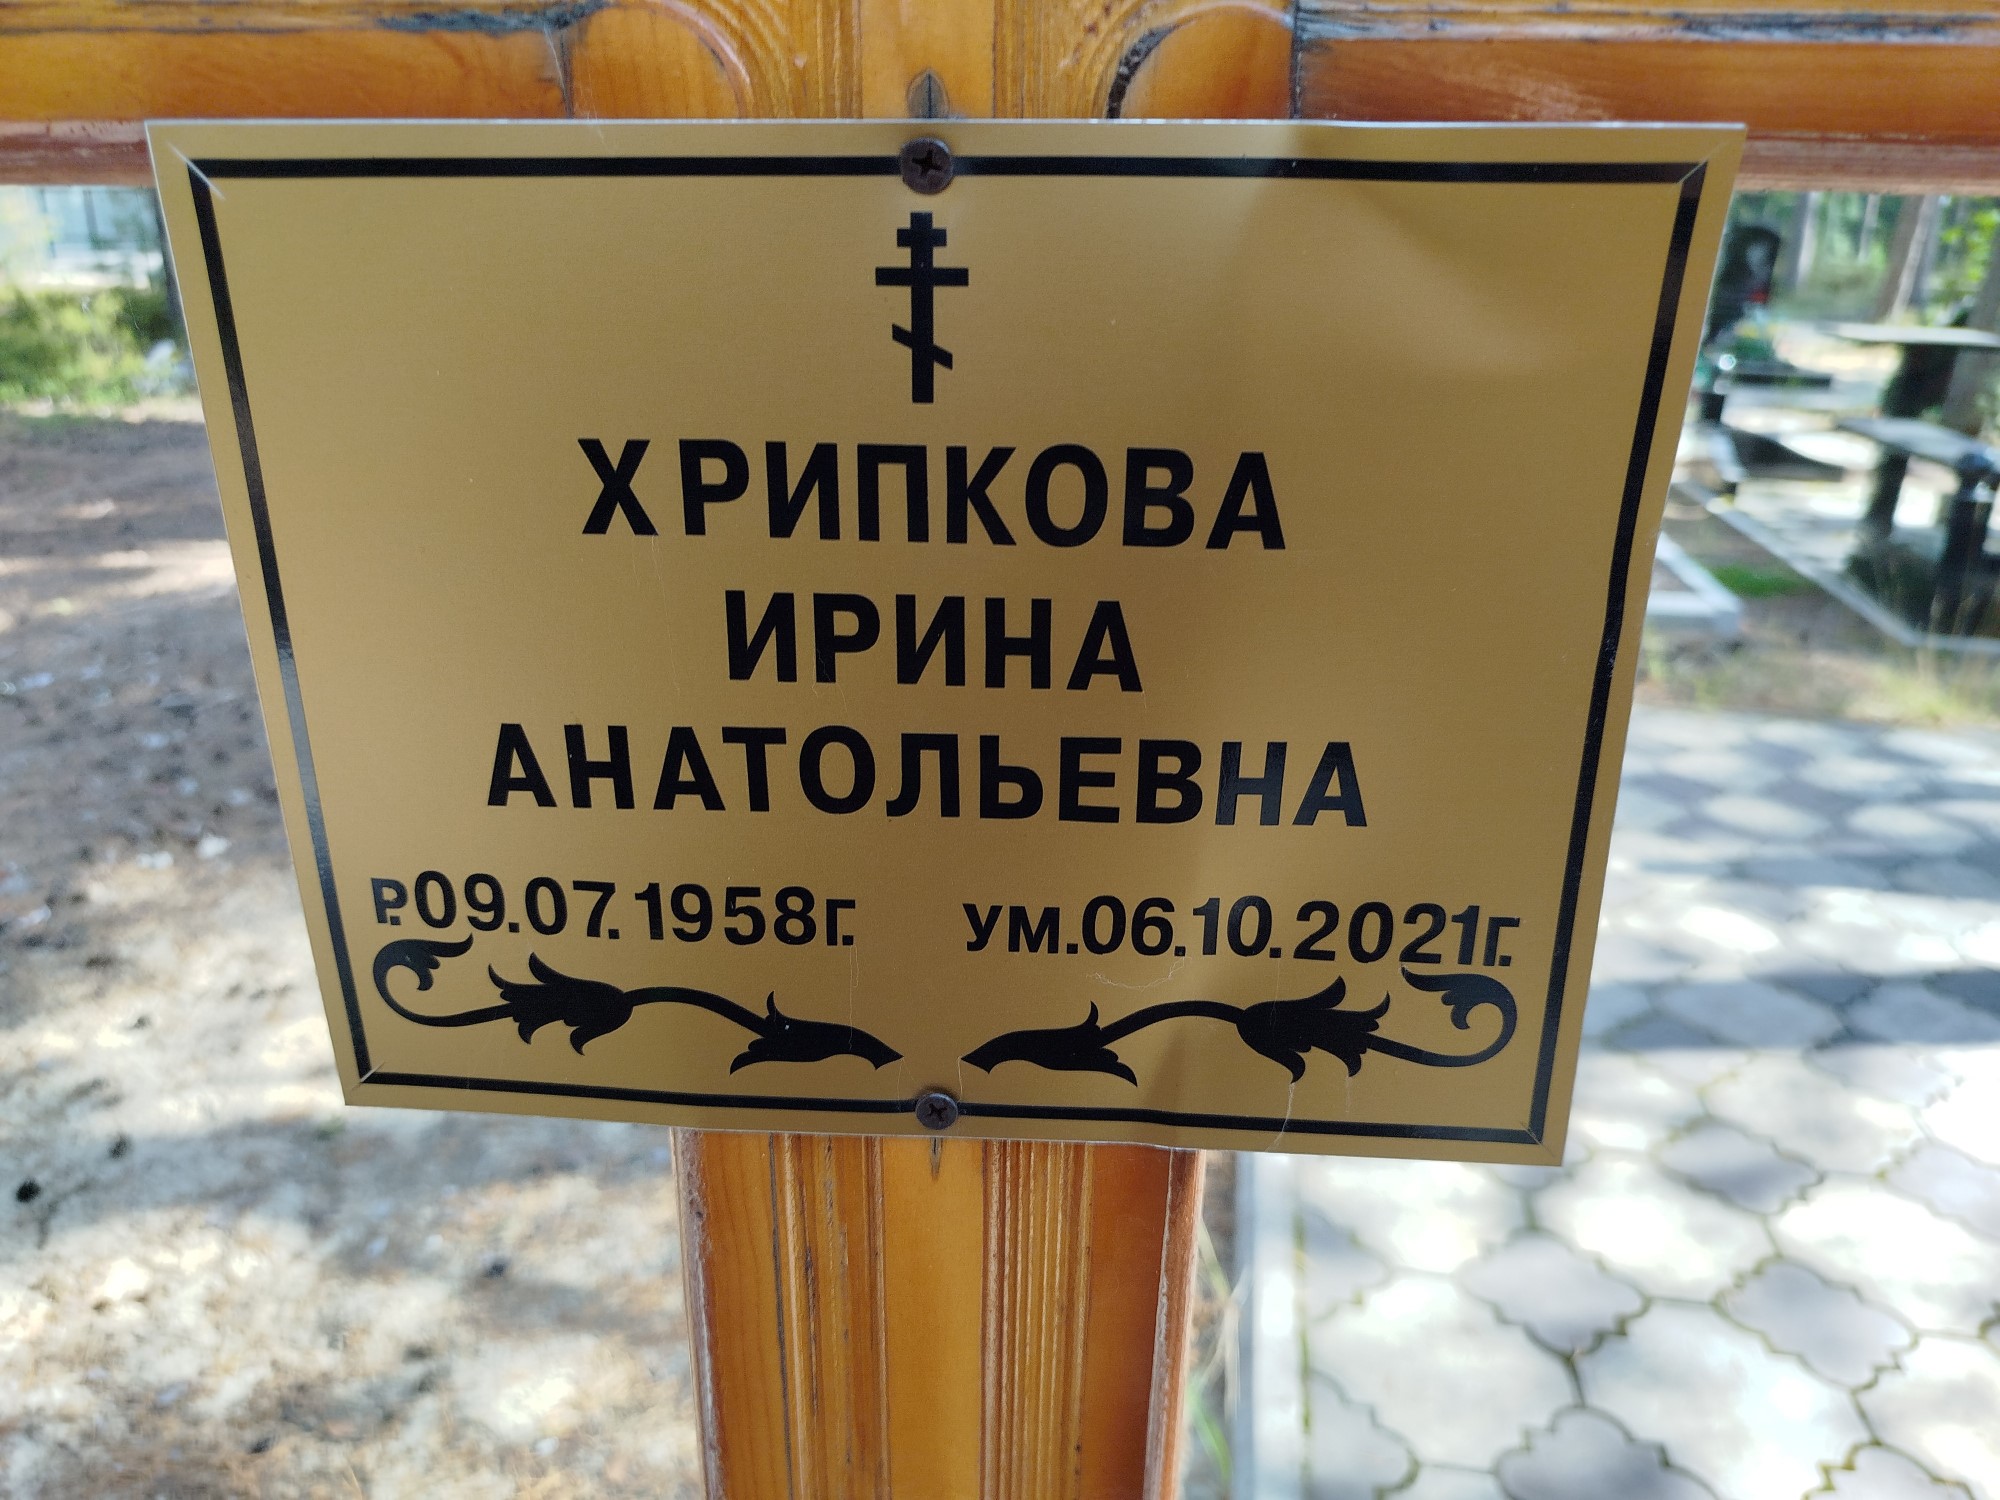 ХРИПКОВА
ИРИНА
АНАТОЛЬЕВНА
Р.09.07.1958г. ум.06.10.2021г.